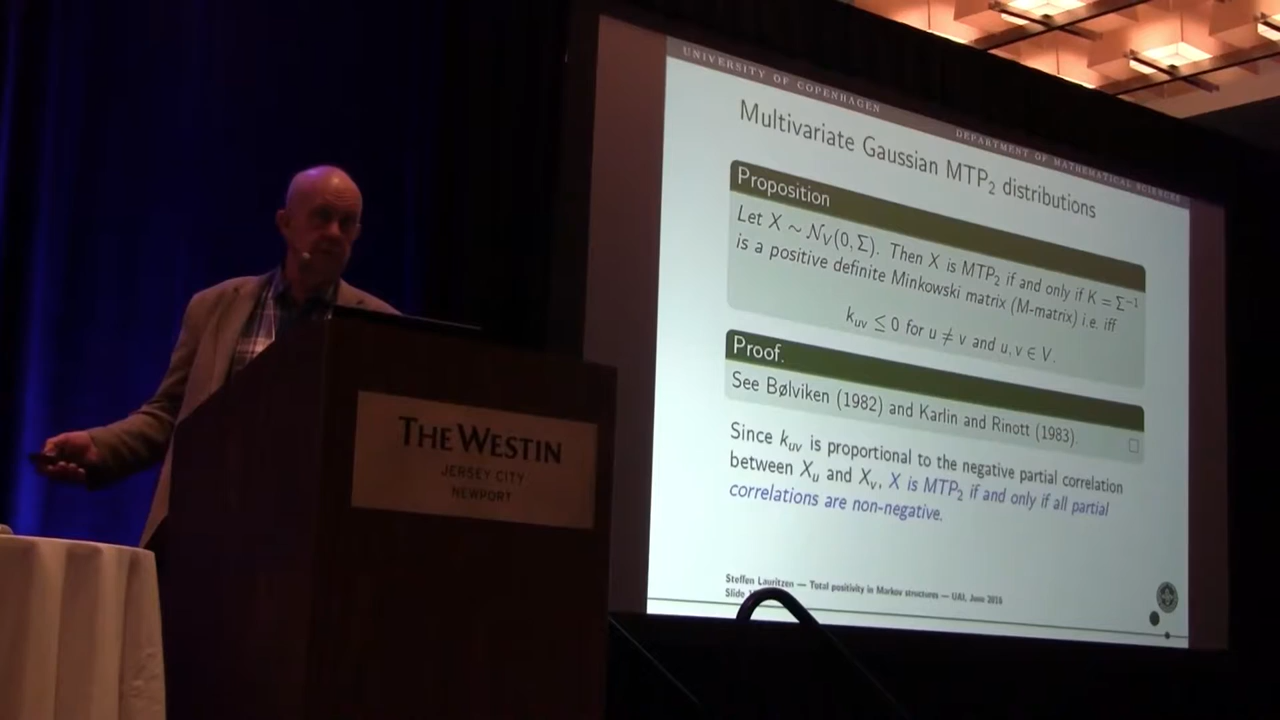 UNIVERSITY OF COPENHAGEN
DEPARTMENT OF MATHEMATICAL SCIENCES
Multivariate Gaussian MTP₂ distributions
Proposition
Let X ~ 𝒩_V(0, Σ). Then X is MTP₂ if and only if K = Σ⁻¹
is a positive definite Minkowski matrix (M-matrix) i.e. iff
k_uv ≤ 0 for u ≠ v and u, v ∈ V.
Proof.
See Bølviken (1982) and Karlin and Rinott (1983).
□
Since k_uv is proportional to the negative partial correlation
between X_u and X_v, X is MTP₂ if and only if all partial
correlations are non-negative.
Steffen Lauritzen — Total positivity in Markov structures — UAI, June 2016
Slide
THE WESTIN
JERSEY CITY
NEWPORT